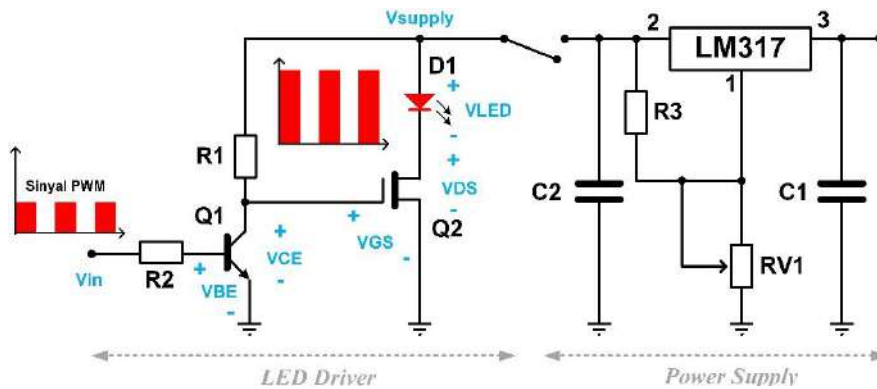 Vsupply
2
LM317
3
D1
1
+
VLED
-
R3
R1
+
Sinyal PWM
VDS
-
C2
C1
Q1
+
+
Q2
VGS
VCE
-
Vin
R2
+
VBE
-
-
RV1
LED Driver
Power Supply